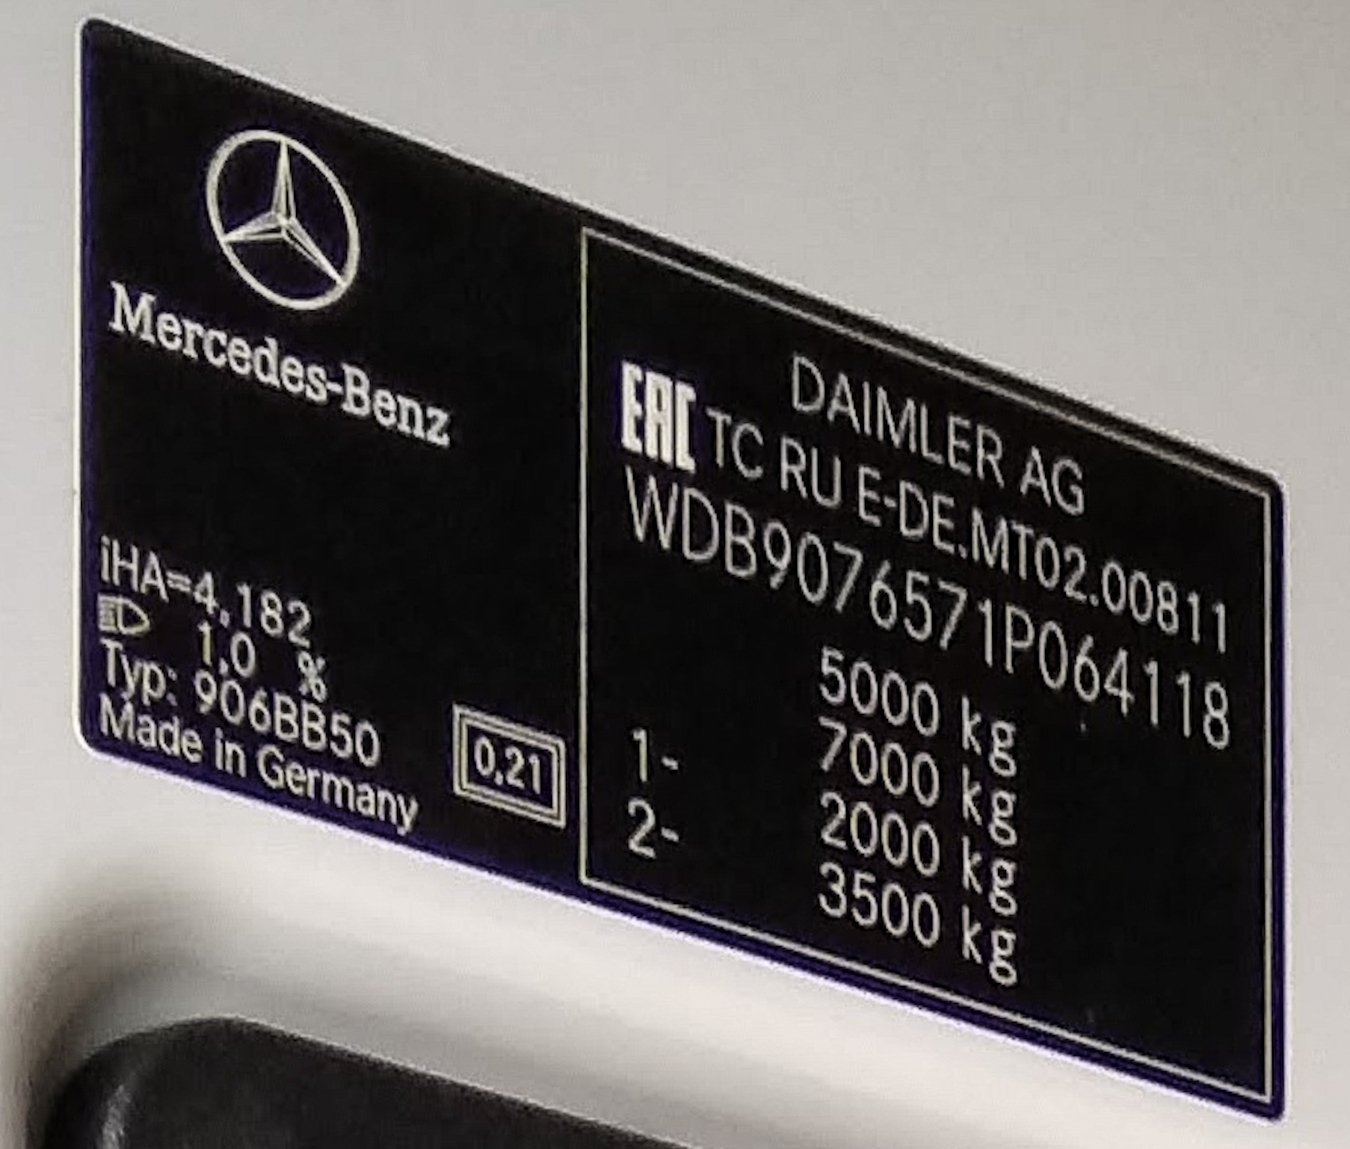 Mercedes-Benz
iHA=4,182
1,0 %
Typ: 906BB50
Made in Germany
0,21
DAIMLER AG
EAC TC RU E-DE.MT02.00811
WDB9076571P064118
5000 kg
7000 kg
1- 2000 kg
2- 3500 kg